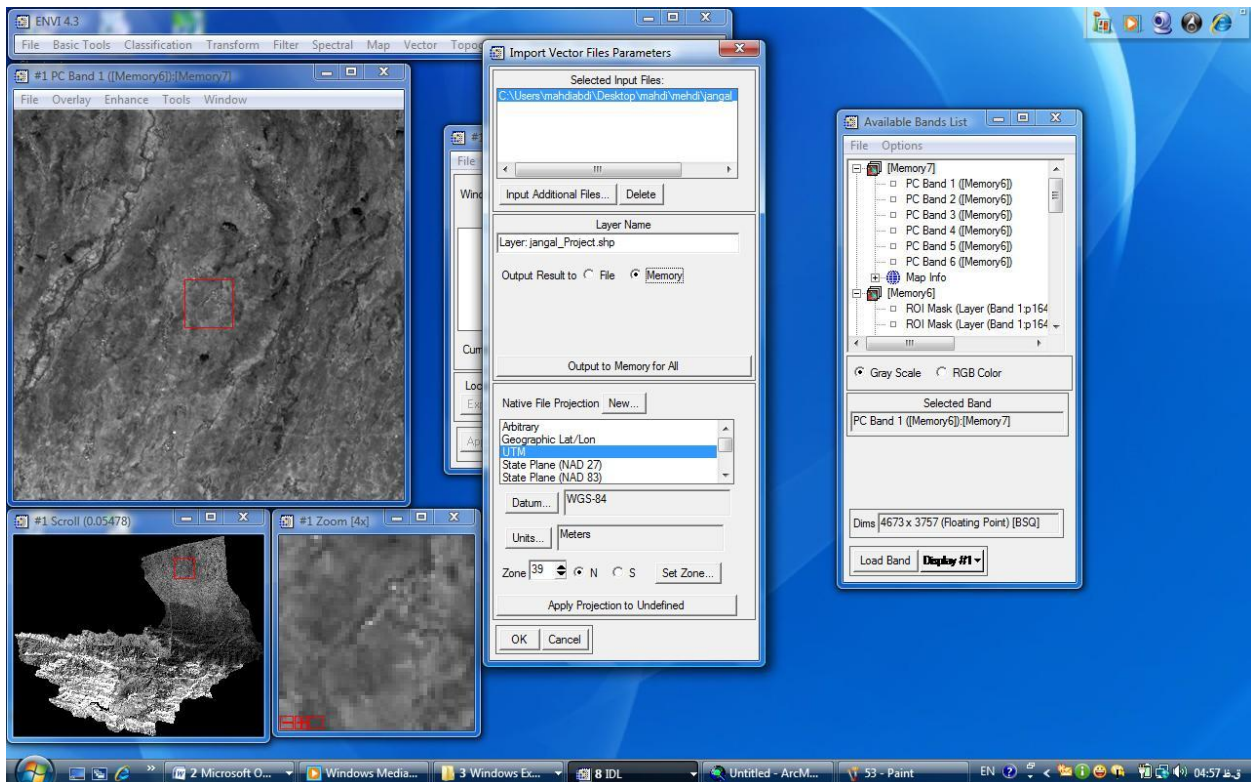 ENVI 4.3
File Basic Tools Classification Transform Filter Spectral Map Vector
#1 PC Band 1 ([Memory6]):[Memory7]
File Overlay Enhance Tools Window
#1 Scroll (0.05478)
#1 Zoom [4x]
Import Vector Files Parameters
Selected Input Files:
C:\Users\mahdiabdi\Desktop\mahdi\mehdi\jangal
Input Additional Files... Delete
Layer Name
Layer: jangal_Project.shp
Output Result to File Memory
Output to Memory for All
Native File Projection New...
Arbitrary
Geographic Lat/Lon
UTM
State Plane (NAD 27)
State Plane (NAD 83)
Datum... WGS-84
Units... Meters
Zone 39 N S Set Zone...
Apply Projection to Undefined
OK Cancel
Available Bands List
File Options
[Memory7]
PC Band 1 ([Memory6])
PC Band 2 ([Memory6])
PC Band 3 ([Memory6])
PC Band 4 ([Memory6])
PC Band 5 ([Memory6])
PC Band 6 ([Memory6])
Map Info
[Memory6]
ROI Mask (Layer (Band 1:p164
ROI Mask (Layer (Band 1:p164
Gray Scale RGB Color
Selected Band
PC Band 1 ([Memory6]):[Memory7]
Dims 4673 x 3757 (Floating Point) [BSQ]
Load Band Display #1
2 Microsoft O... Windows Media... 3 Windows Ex... 8 IDL Untitled - ArcM... 53 - Paint EN 04:57 ق.ظ